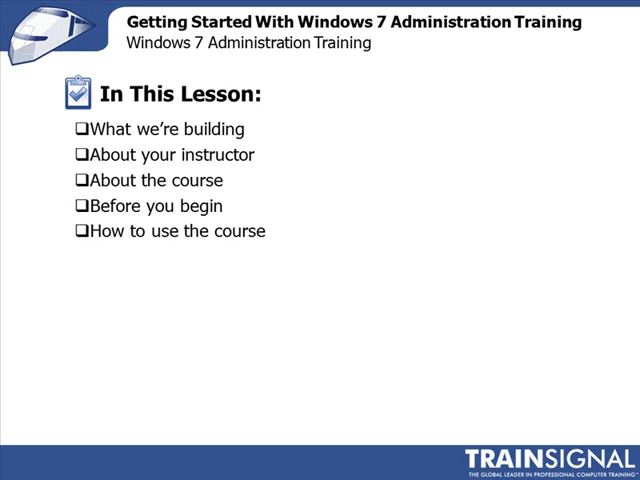 Getting Started With Windows 7 Administration Training
Windows 7 Administration Training
In This Lesson:
❑What we’re building
❑About your instructor
❑About the course
❑Before you begin
❑How to use the course
TRAINSIGNAL
THE GLOBAL LEADER IN PROFESSIONAL COMPUTER TRAINING™